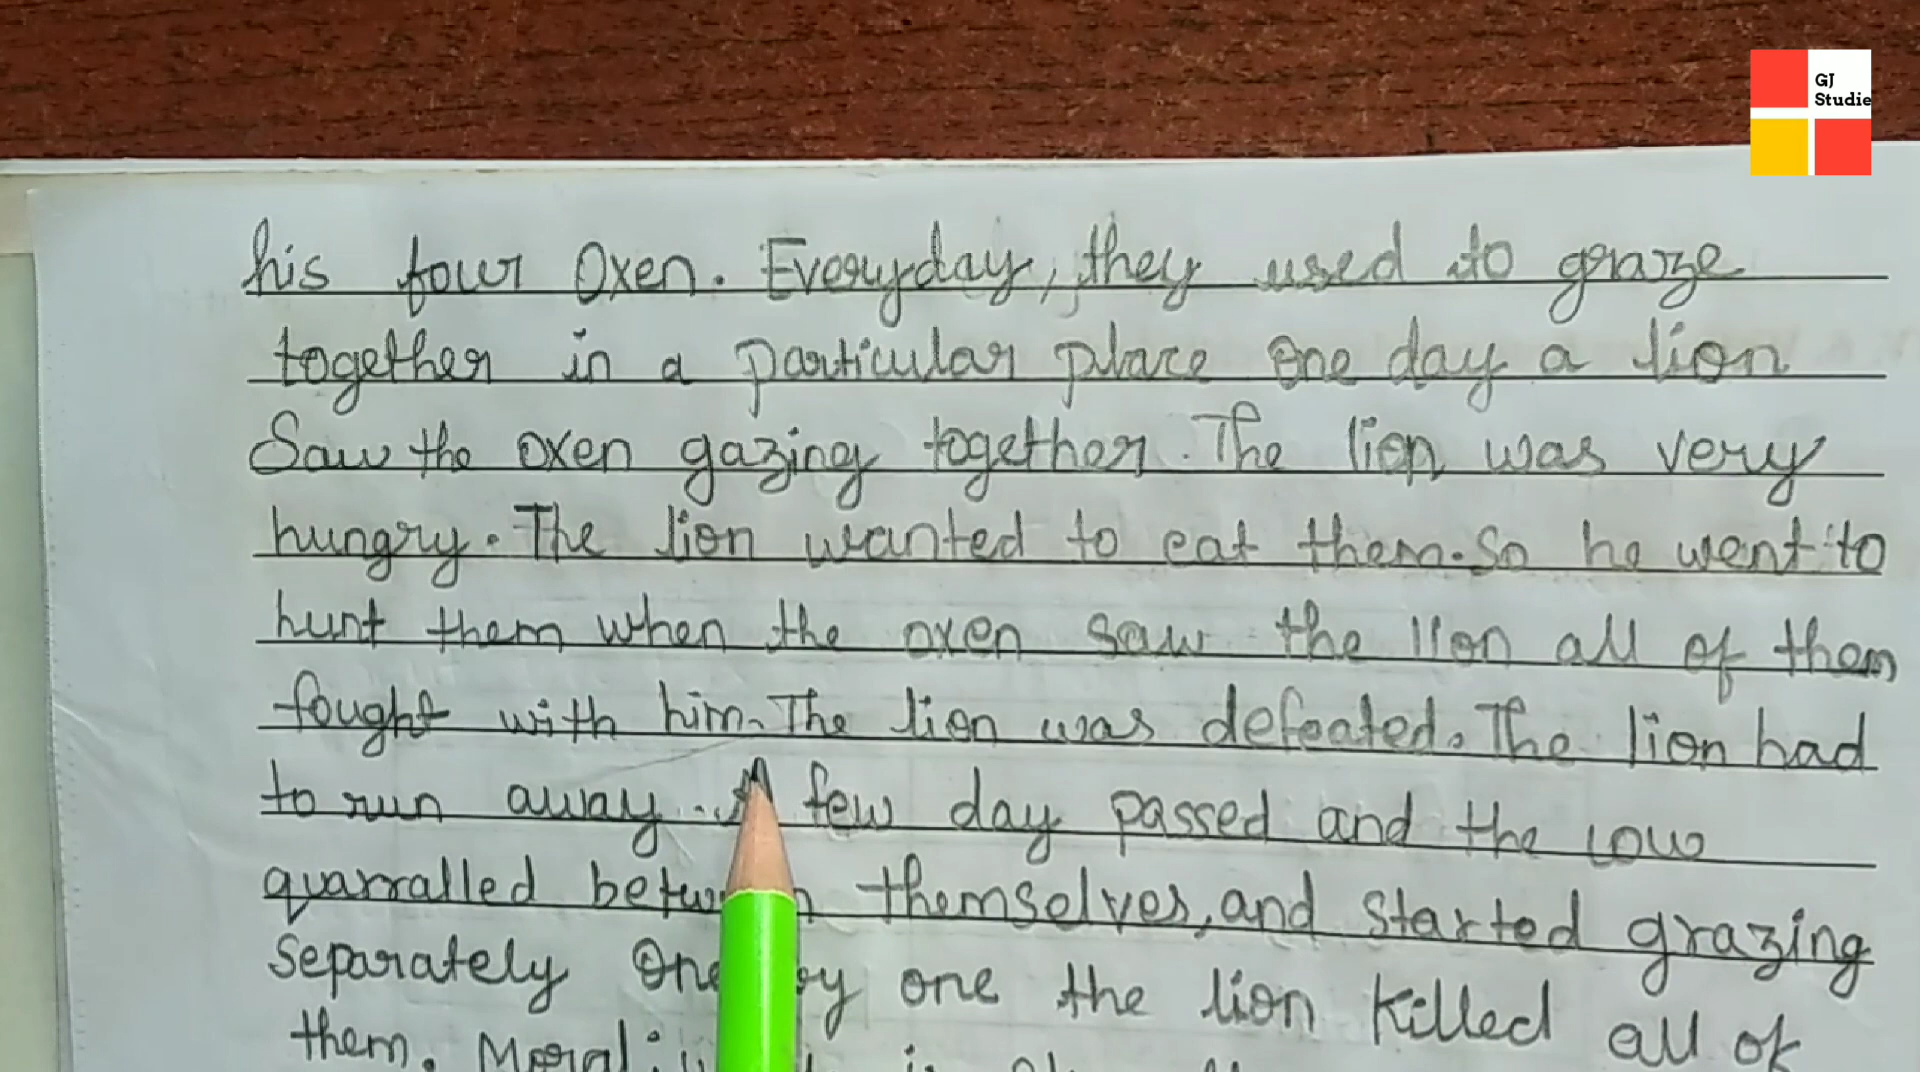 GJ
Studie
his four Oxen. Everyday, they used to graze
together in a particular place one day a lion
Saw the oxen gazing together. The lion was very
hungry. The lion wanted to eat them. So he went to
hunt them when the oxen saw the lion all of them
fought with him. The lion was defeated. The lion had
to run away. A few day passed and the cow
quarralled themselves, and started grazing
Separately One by one the lion killed all of
them. Moral: